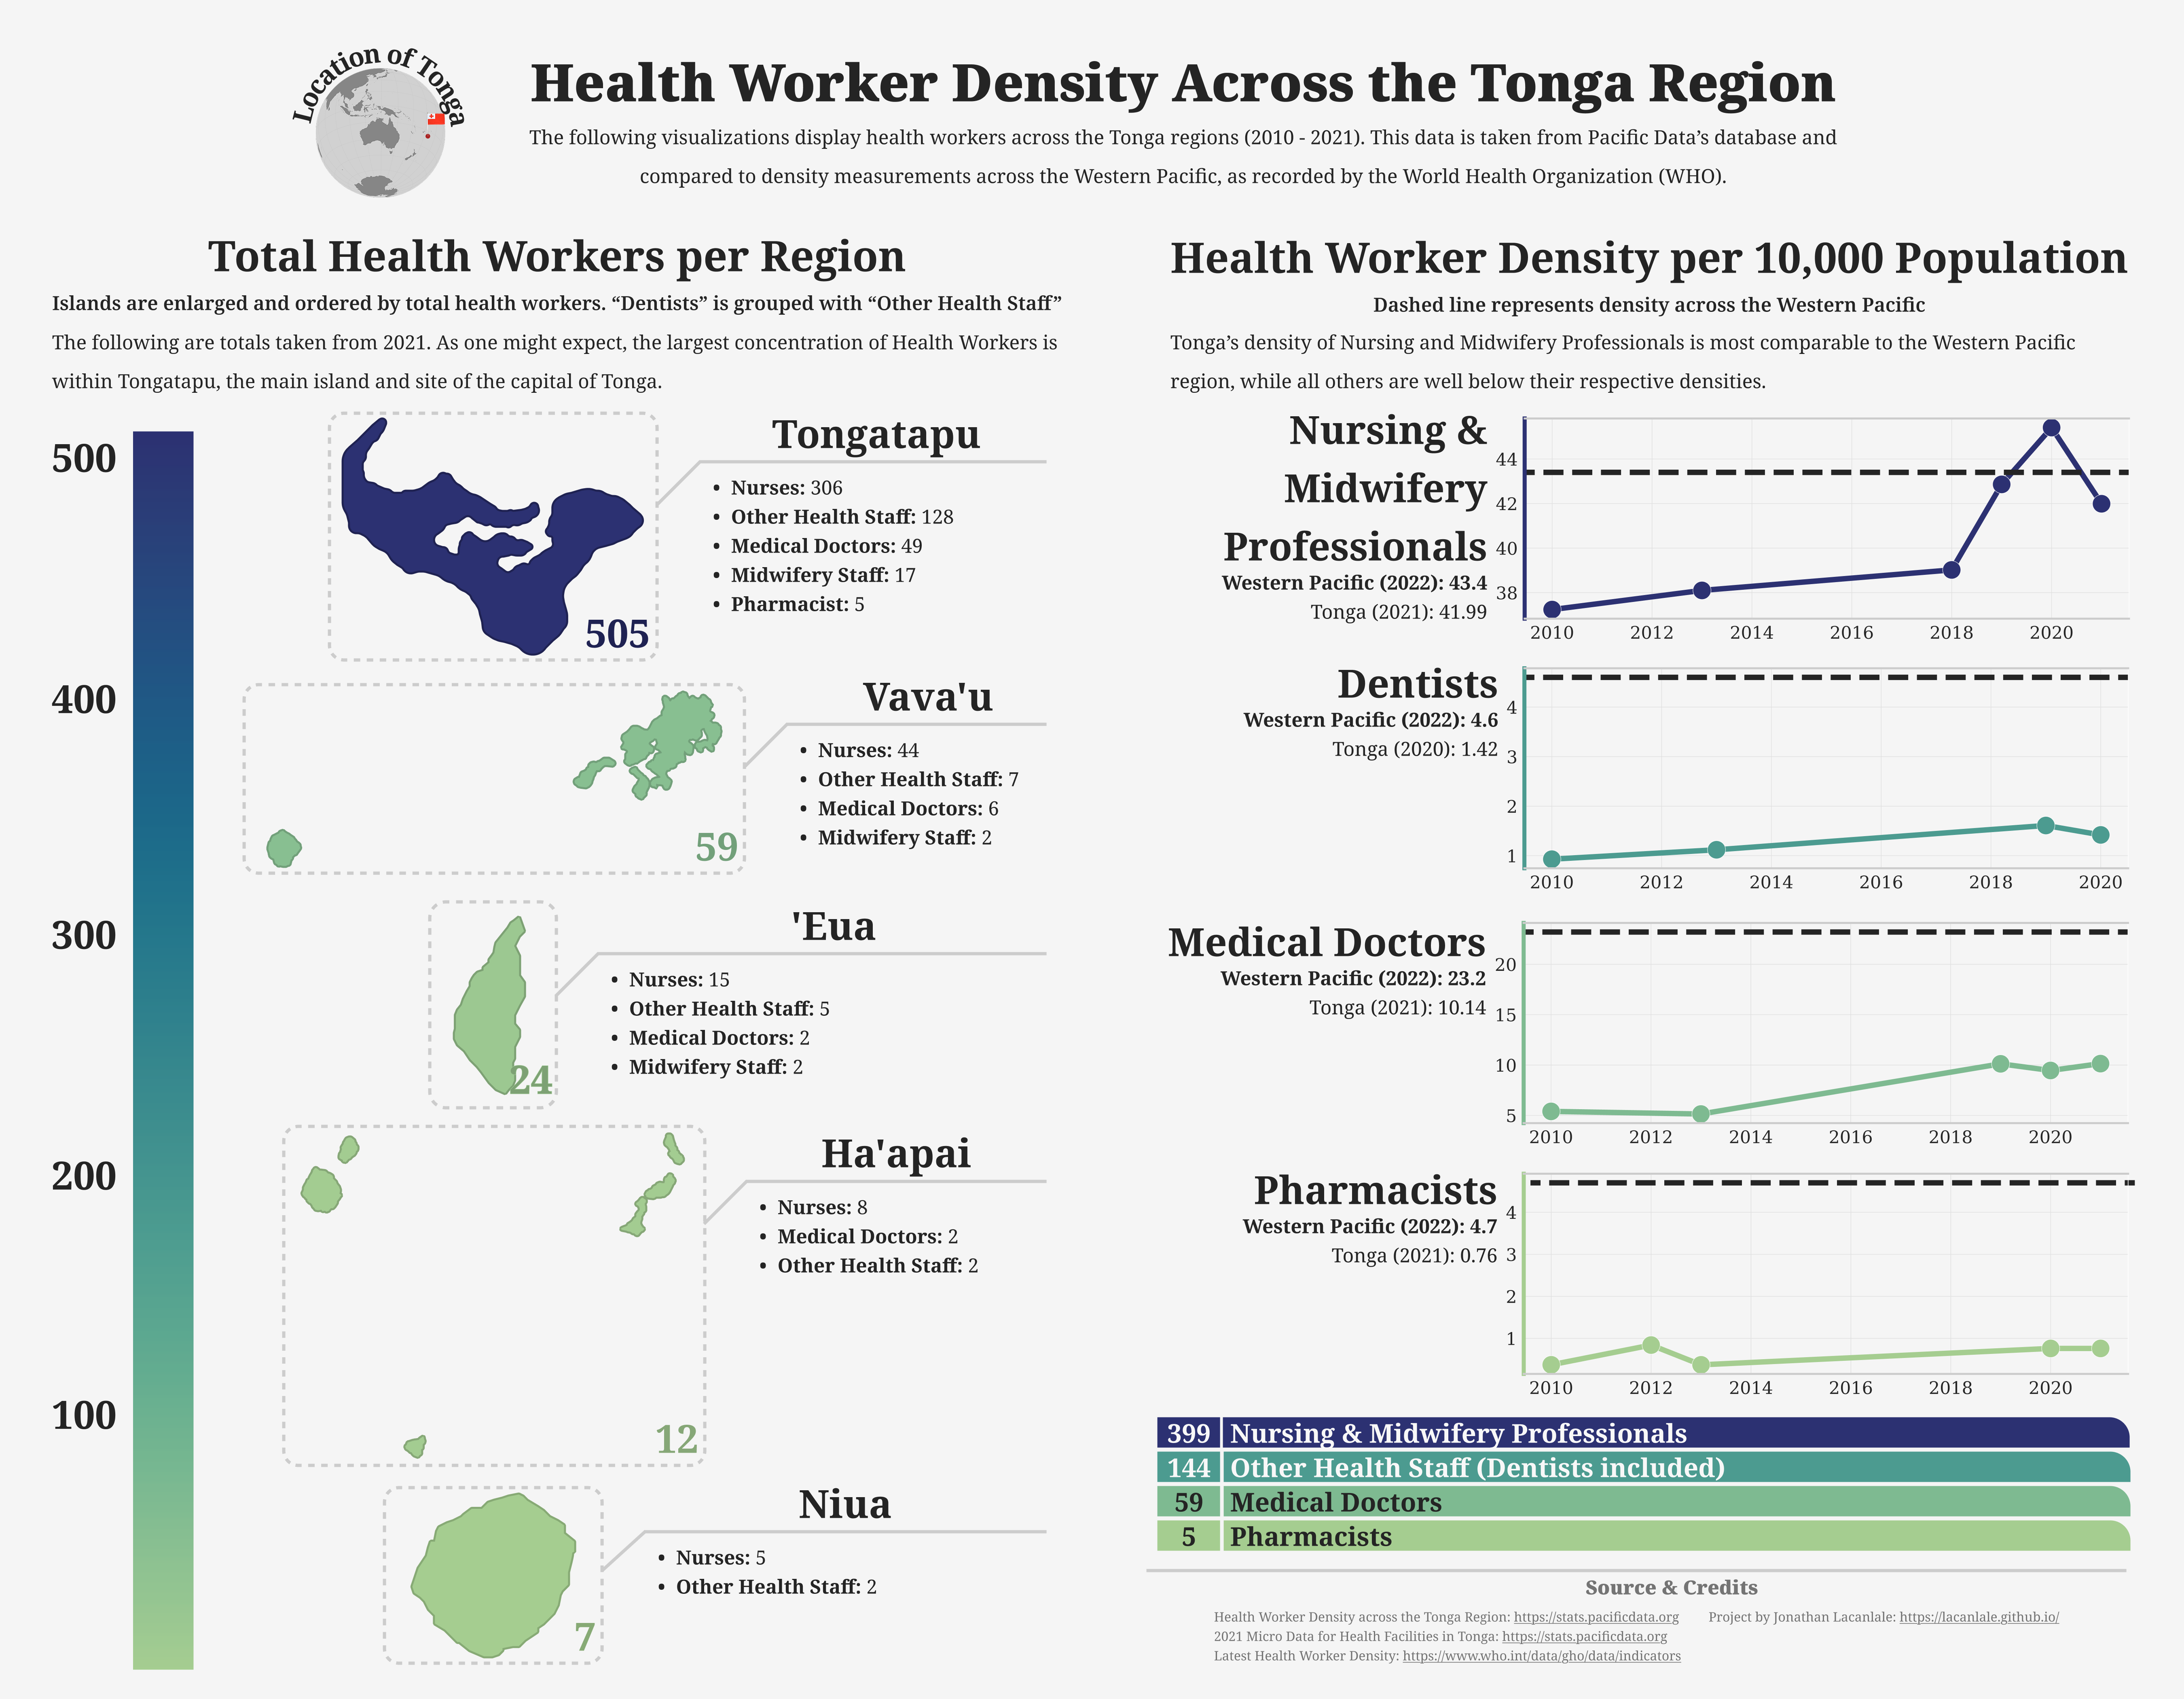 Location of Tonga
Health Worker Density Across the Tonga Region
The following visualizations display health workers across the Tonga regions (2010 - 2021). This data is taken from Pacific Data’s database and
compared to density measurements across the Western Pacific, as recorded by the World Health Organization (WHO).
Total Health Workers per Region
Islands are enlarged and ordered by total health workers. “Dentists” is grouped with “Other Health Staff”
The following are totals taken from 2021. As one might expect, the largest concentration of Health Workers is
within Tongatapu, the main island and site of the capital of Tonga.
500
400
300
200
100
Tongatapu
• Nurses: 306
• Other Health Staff: 128
• Medical Doctors: 49
• Midwifery Staff: 17
• Pharmacist: 5
505
Vava'u
• Nurses: 44
• Other Health Staff: 7
• Medical Doctors: 6
• Midwifery Staff: 2
59
'Eua
• Nurses: 15
• Other Health Staff: 5
• Medical Doctors: 2
• Midwifery Staff: 2
24
Ha'apai
• Nurses: 8
• Medical Doctors: 2
• Other Health Staff: 2
12
Niua
• Nurses: 5
• Other Health Staff: 2
7
Health Worker Density per 10,000 Population
Dashed line represents density across the Western Pacific
Tonga’s density of Nursing and Midwifery Professionals is most comparable to the Western Pacific
region, while all others are well below their respective densities.
Nursing &
Midwifery
Professionals
Western Pacific (2022): 43.4
Tonga (2021): 41.99
44
42
40
38
2010 2012 2014 2016 2018 2020
Dentists
Western Pacific (2022): 4.6
Tonga (2020): 1.42
4
3
2
1
2010 2012 2014 2016 2018 2020
Medical Doctors
Western Pacific (2022): 23.2
Tonga (2021): 10.14
20
15
10
5
2010 2012 2014 2016 2018 2020
Pharmacists
Western Pacific (2022): 4.7
Tonga (2021): 0.76
4
3
2
1
2010 2012 2014 2016 2018 2020
399 Nursing & Midwifery Professionals
144 Other Health Staff (Dentists included)
59 Medical Doctors
5 Pharmacists
Source & Credits
Health Worker Density across the Tonga Region: https://stats.pacificdata.org
Project by Jonathan Lacanlale: https://lacanlale.github.io/
2021 Micro Data for Health Facilities in Tonga: https://stats.pacificdata.org
Latest Health Worker Density: https://www.who.int/data/gho/data/indicators